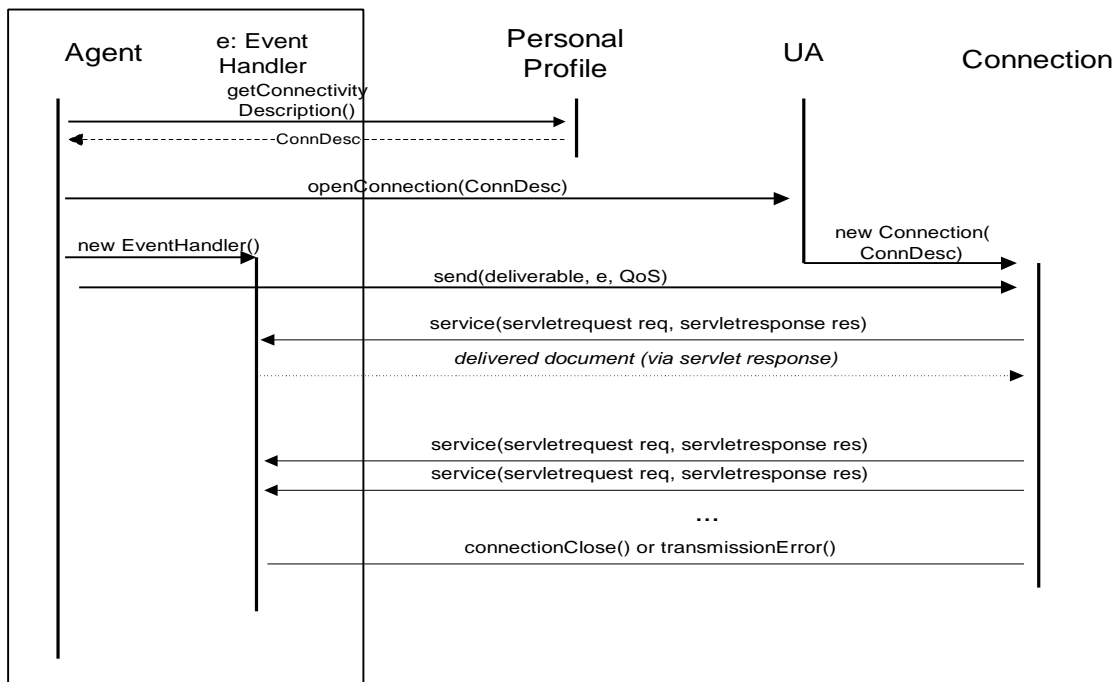 Agent
e: Event
Handler
Personal
Profile
UA
Connection
getConnectivity
Description()
ConnDesc
openConnection(ConnDesc)
new EventHandler()
new Connection(
ConnDesc)
send(deliverable, e, QoS)
service(servletrequest req, servletresponse res)
delivered document (via servlet response)
service(servletrequest req, servletresponse res)
service(servletrequest req, servletresponse res)
...
connectionClose() or transmissionError()